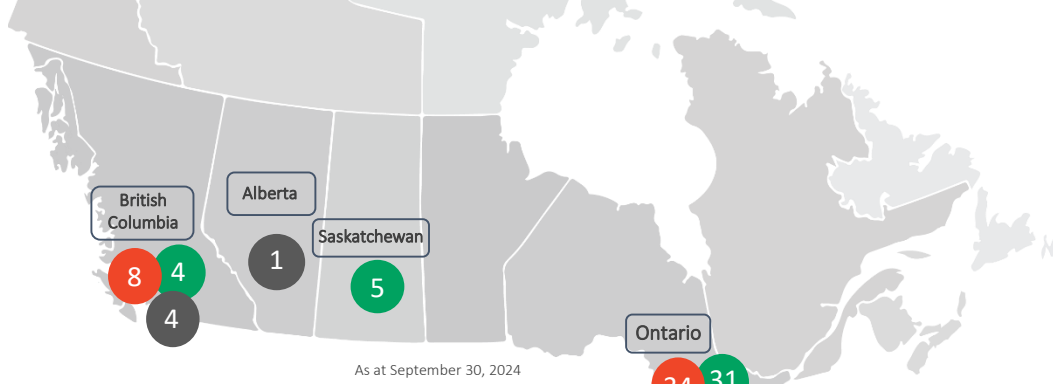 British
Columbia
Alberta
Saskatchewan
8
4
4
1
5
Ontario
31
As at September 30, 2024